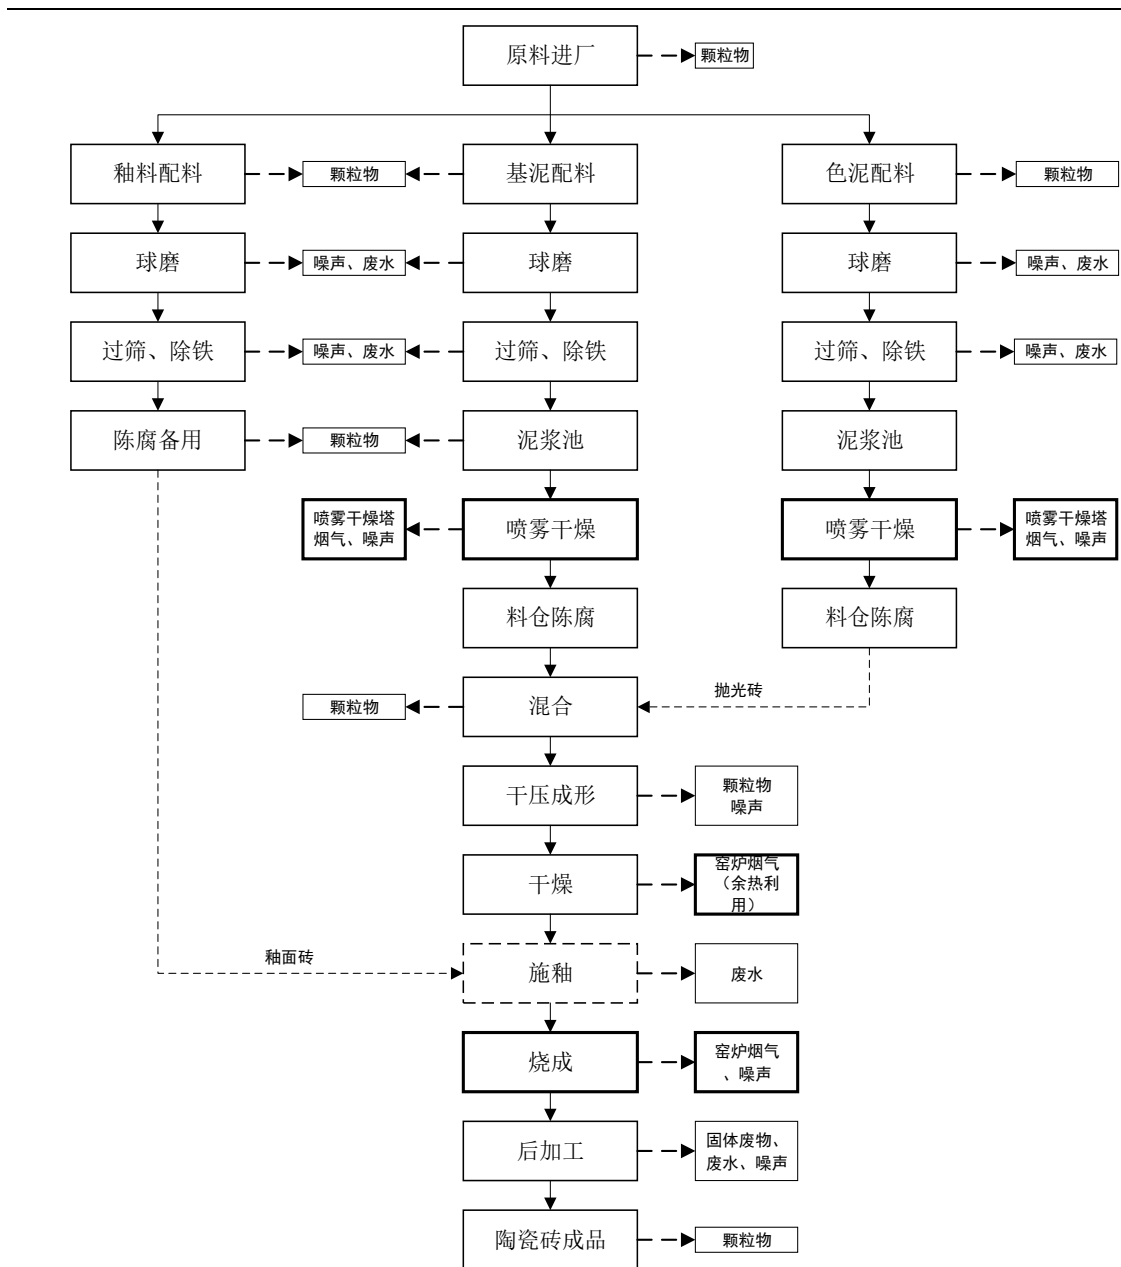 原料进厂
颗粒物
釉料配料
颗粒物
基泥配料
色泥配料
颗粒物
球磨
噪声、废水
球磨
球磨
噪声、废水
过筛、除铁
噪声、废水
过筛、除铁
过筛、除铁
噪声、废水
陈腐备用
颗粒物
泥浆池
泥浆池
喷雾干燥塔
烟气、噪声
喷雾干燥
喷雾干燥
喷雾干燥塔
烟气、噪声
料仓陈腐
料仓陈腐
颗粒物
混合
抛光砖
干压成形
颗粒物
噪声
干燥
窑炉烟气
（余热利
用）
釉面砖
施釉
废水
烧成
窑炉烟气
、噪声
后加工
固体废物、
废水、噪声
陶瓷砖成品
颗粒物